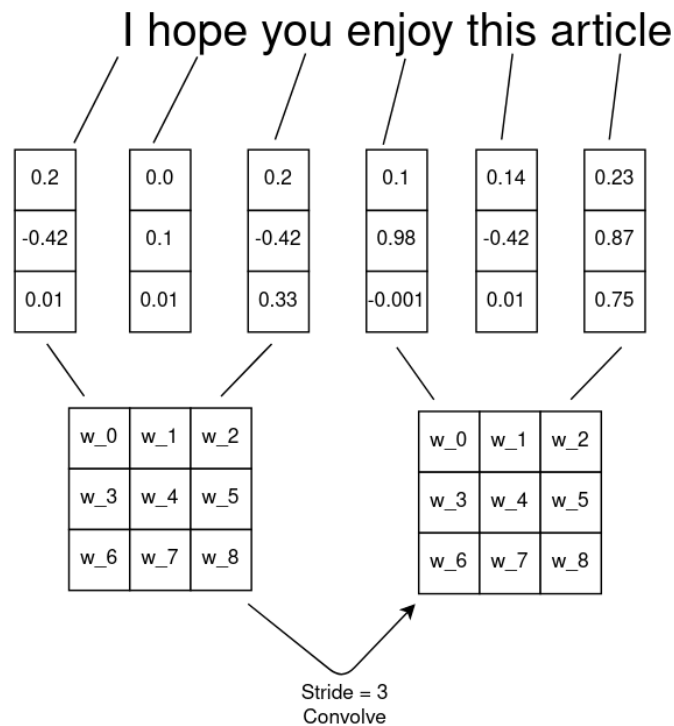 I hope you enjoy this article
0.2 0.0 0.2 0.1 0.14 0.23
-0.42 0.1 -0.42 0.98 -0.42 0.87
0.01 0.01 0.33 -0.001 0.01 0.75
w_0 w_1 w_2 w_0 w_1 w_2
w_3 w_4 w_5 w_3 w_4 w_5
w_6 w_7 w_8 w_6 w_7 w_8
Stride = 3
Convolve